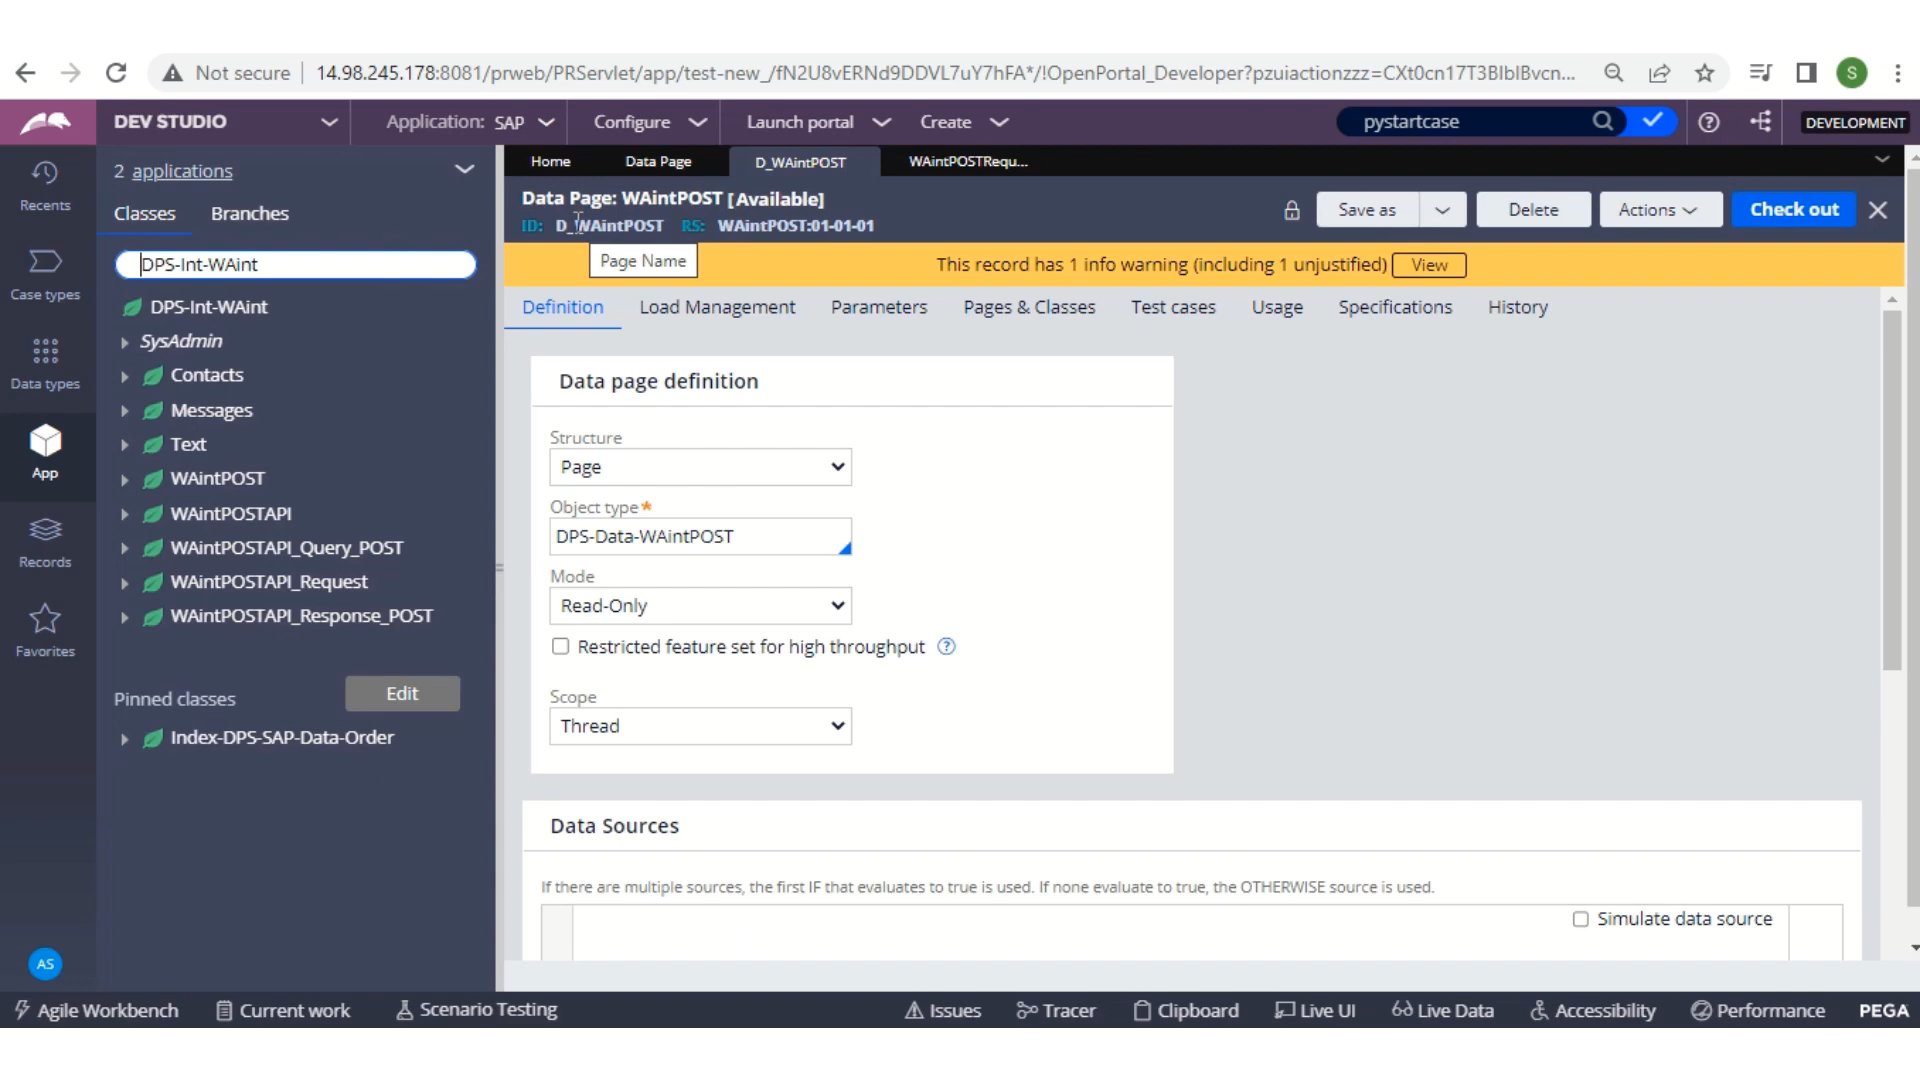 Not secure
14.98.245.178:8081/prweb/PRServlet/app/test-new_/fN2U8vERNd9DDVL7uY7hFA*/!OpenPortal_Developer?pzuiactionzzz=CXt0cn17T3BIblBvcn...
S
DEV STUDIO
Application: SAP
Configure
Launch portal
Create
pystartcase
DEVELOPMENT
Recents
Case types
Data types
App
Records
Favorites
AS
2 applications
Classes
Branches
DPS-Int-WAint
DPS-Int-WAint
SysAdmin
Contacts
Messages
Text
WAintPOST
WAintPOSTAPI
WAintPOSTAPI_Query_POST
WAintPOSTAPI_Request
WAintPOSTAPI_Response_POST
Pinned classes
Edit
Index-DPS-SAP-Data-Order
Home
Data Page
D_WAintPOST
WAintPOSTRequ...
Data Page: WAintPOST [Available]
ID: D_WAintPOST RS: WAintPOST:01-01-01
Page Name
Save as
Delete
Actions
Check out
This record has 1 info warning (including 1 unjustified)
View
Definition
Load Management
Parameters
Pages & Classes
Test cases
Usage
Specifications
History
Data page definition
Structure
Page
Object type*
DPS-Data-WAintPOST
Mode
Read-Only
Restricted feature set for high throughput
Scope
Thread
Data Sources
If there are multiple sources, the first IF that evaluates to true is used. If none evaluate to true, the OTHERWISE source is used.
Simulate data source
Agile Workbench
Current work
Scenario Testing
Issues
Tracer
Clipboard
Live UI
Live Data
Accessibility
Performance
PEGA